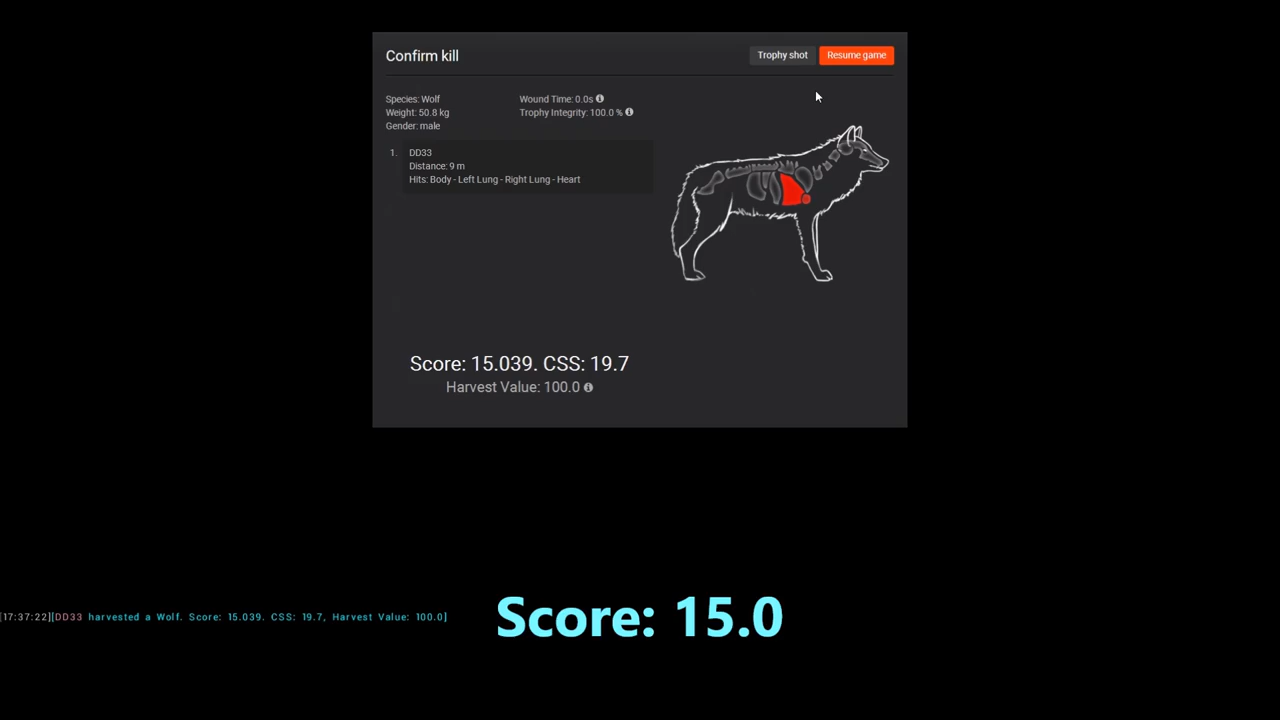 Confirm kill
Trophy shot
Resume game
Species: Wolf
Weight: 50.8 kg
Gender: male
Wound Time: 0.0s
Trophy Integrity: 100.0 %
1. DD33
Distance: 9 m
Hits: Body - Left Lung - Right Lung - Heart
Score: 15.039. CSS: 19.7
Harvest Value: 100.0
[17:37:22][DD33 harvested a Wolf. Score: 15.039. CSS: 19.7, Harvest Value: 100.0]
Score: 15.0